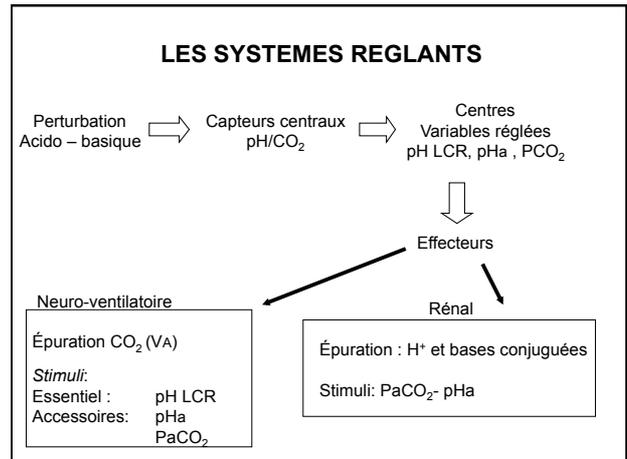 LES SYSTEMES REGLANTS
Perturbation
Acido – basique
Capteurs centraux
pH/CO₂
Centres
Variables réglées
pH LCR, pHa , PCO₂
Effecteurs
Neuro-ventilatoire
Épuration CO₂ (VA)
Stimuli:
Essentiel : pH LCR
Accessoires: pHa
PaCO₂
Rénal
Épuration : H⁺ et bases conjuguées
Stimuli: PaCO₂- pHa